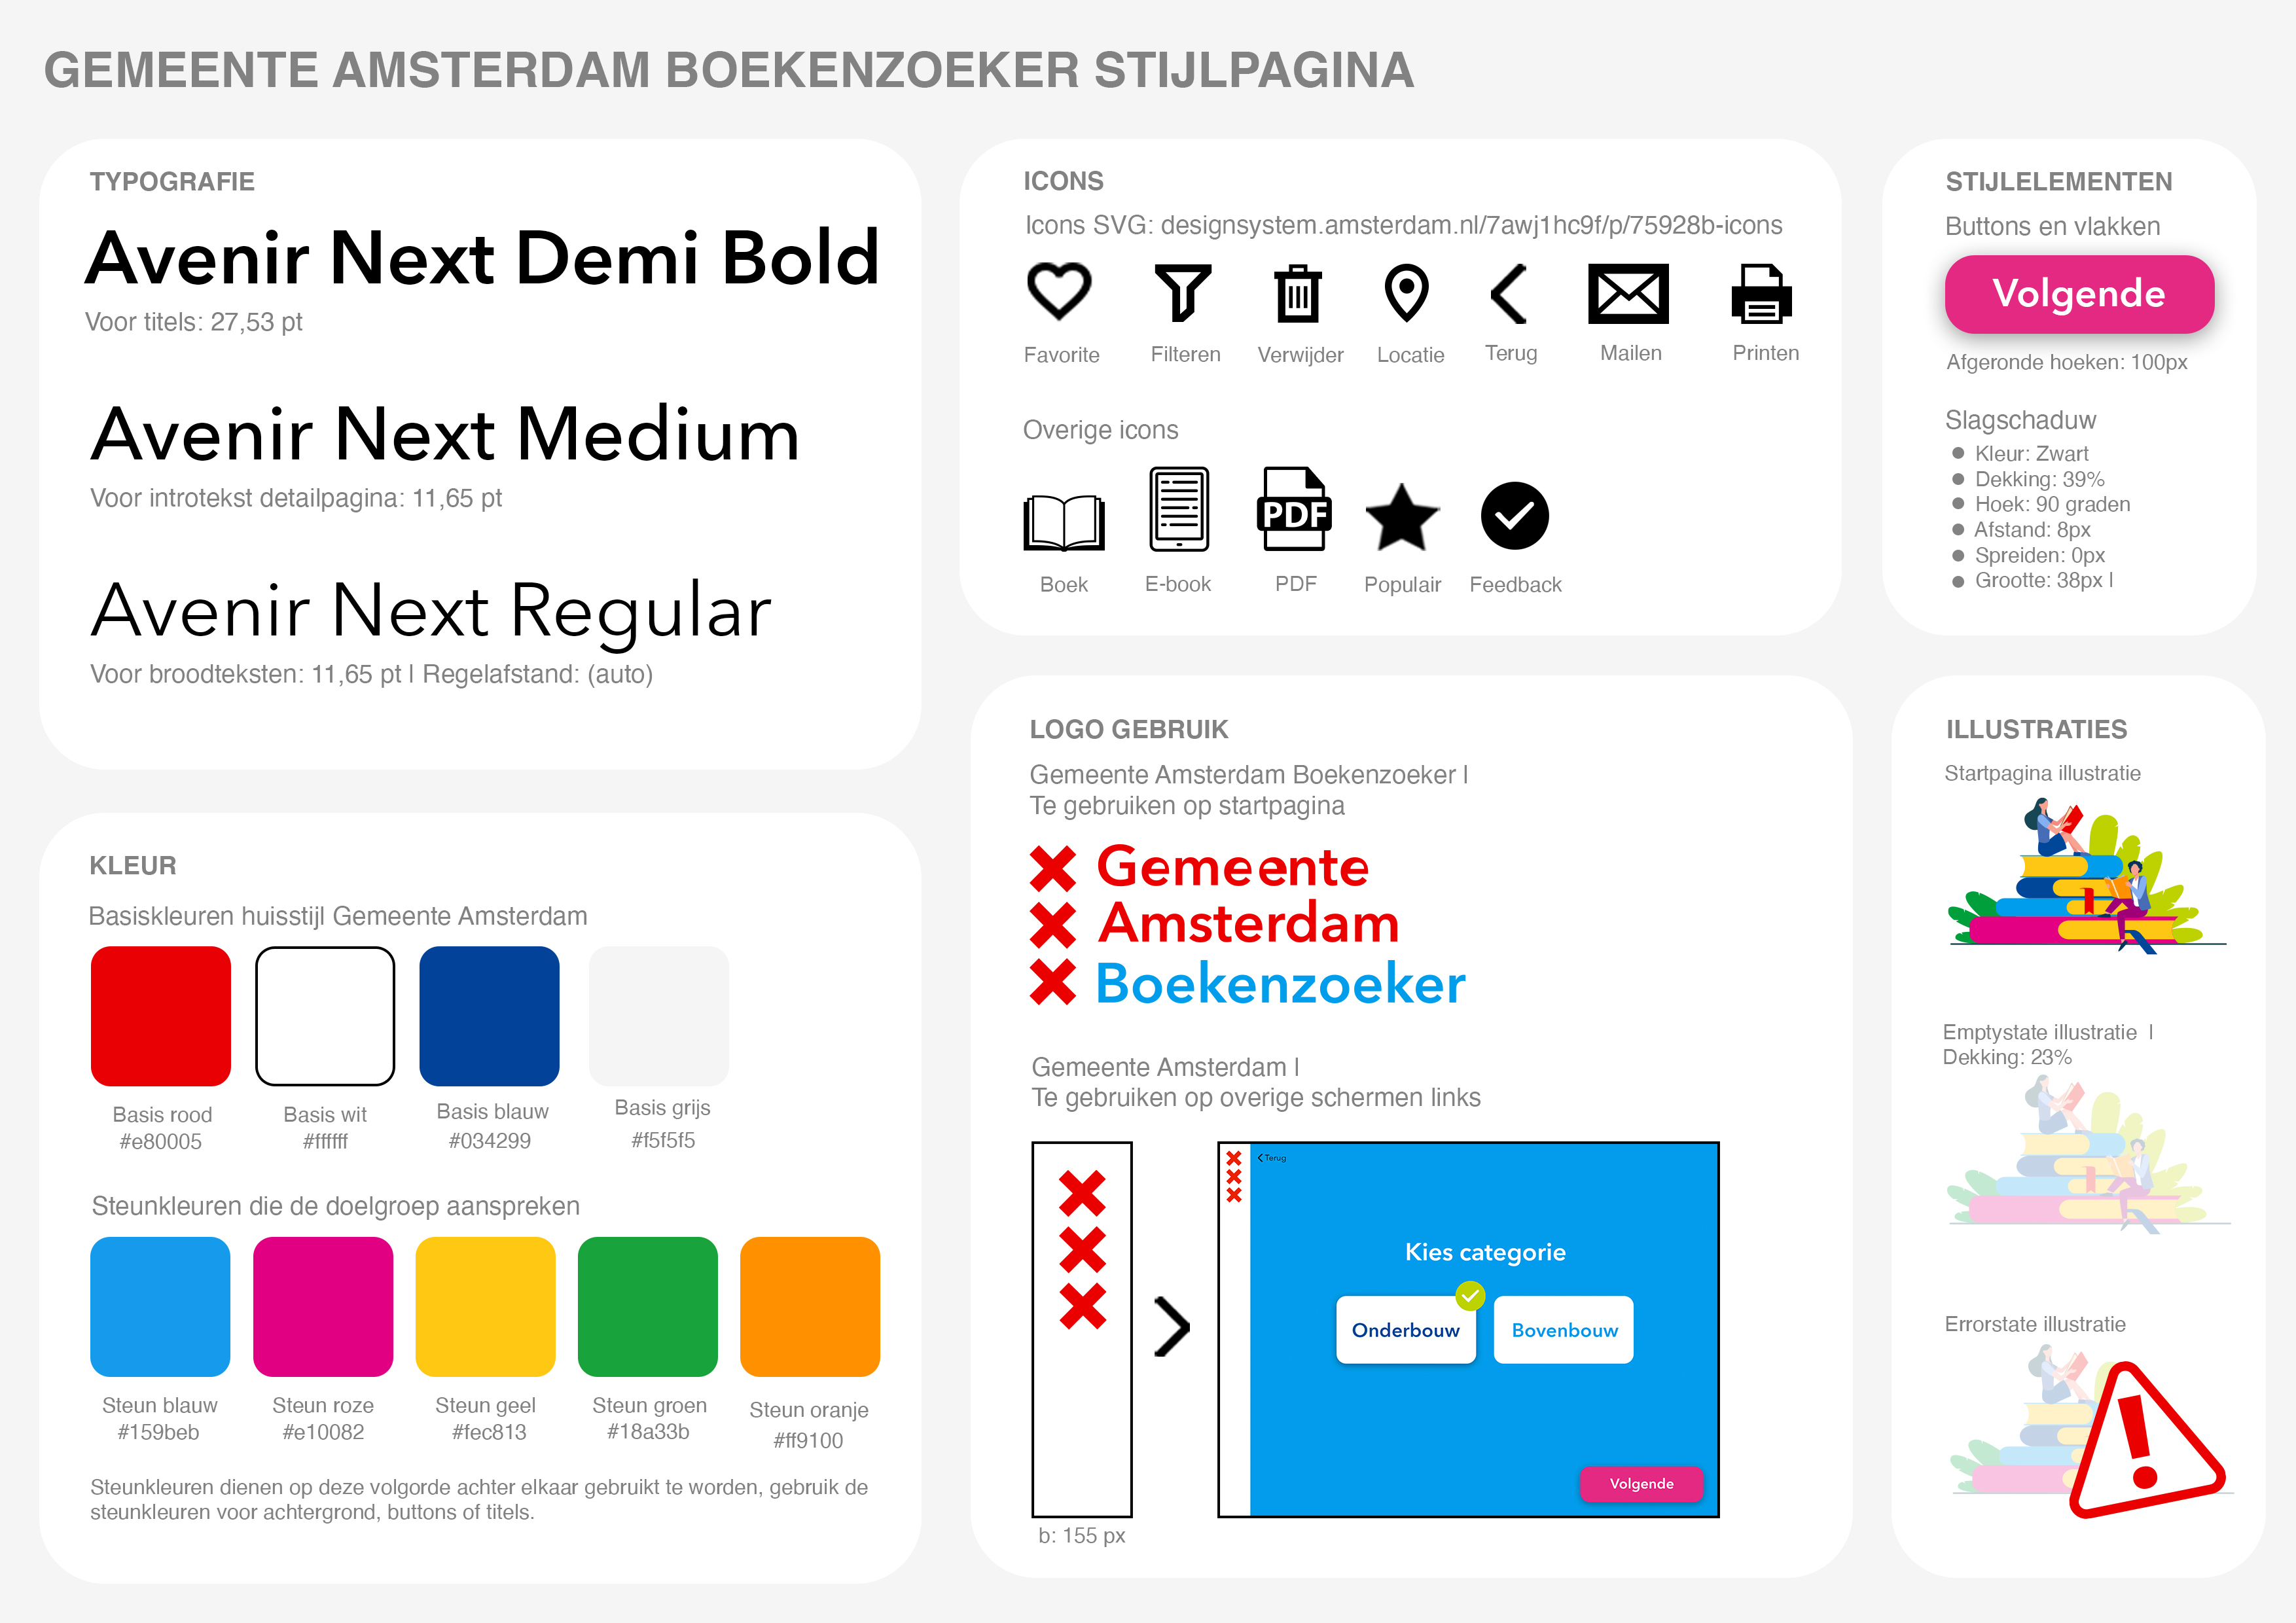 GEMEENTE AMSTERDAM BOEKENZOEKER STIJLPAGINA
TYPOGRAFIE
Avenir Next Demi Bold
Voor titels: 27,53 pt
Avenir Next Medium
Voor introtekst detailpagina: 11,65 pt
Avenir Next Regular
Voor broodteksten: 11,65 pt | Regelafstand: (auto)
KLEUR
Basiskleuren huisstijl Gemeente Amsterdam
Basis rood
#e80005
Basis wit
#ffffff
Basis blauw
#034299
Basis grijs
#f5f5f5
Steunkleuren die de doelgroep aanspreken
Steun blauw
#159beb
Steun roze
#e10082
Steun geel
#fec813
Steun groen
#18a33b
Steun oranje
#ff9100
Steunkleuren dienen op deze volgorde achter elkaar gebruikt te worden, gebruik de
steunkleuren voor achtergrond, buttons of titels.
ICONS
Icons SVG: designsystem.amsterdam.nl/7awj1hc9f/p/75928b-icons
Favorite
Filteren
Verwijder
Locatie
Terug
Mailen
Printen
Overige icons
PDF
Boek
E-book
PDF
Populair
Feedback
LOGO GEBRUIK
Gemeente Amsterdam Boekenzoeker |
Te gebruiken op startpagina
Gemeente
Amsterdam
Boekenzoeker
Gemeente Amsterdam |
Te gebruiken op overige schermen links
b: 155 px
Terug
Kies categorie
Onderbouw
Bovenbouw
Volgende
STIJLELEMENTEN
Buttons en vlakken
Volgende
Afgeronde hoeken: 100px
Slagschaduw
Kleur: Zwart
Dekking: 39%
Hoek: 90 graden
Afstand: 8px
Spreiden: 0px
Grootte: 38px |
ILLUSTRATIES
Startpagina illustratie
Emptystate illustratie |
Dekking: 23%
Errorstate illustratie